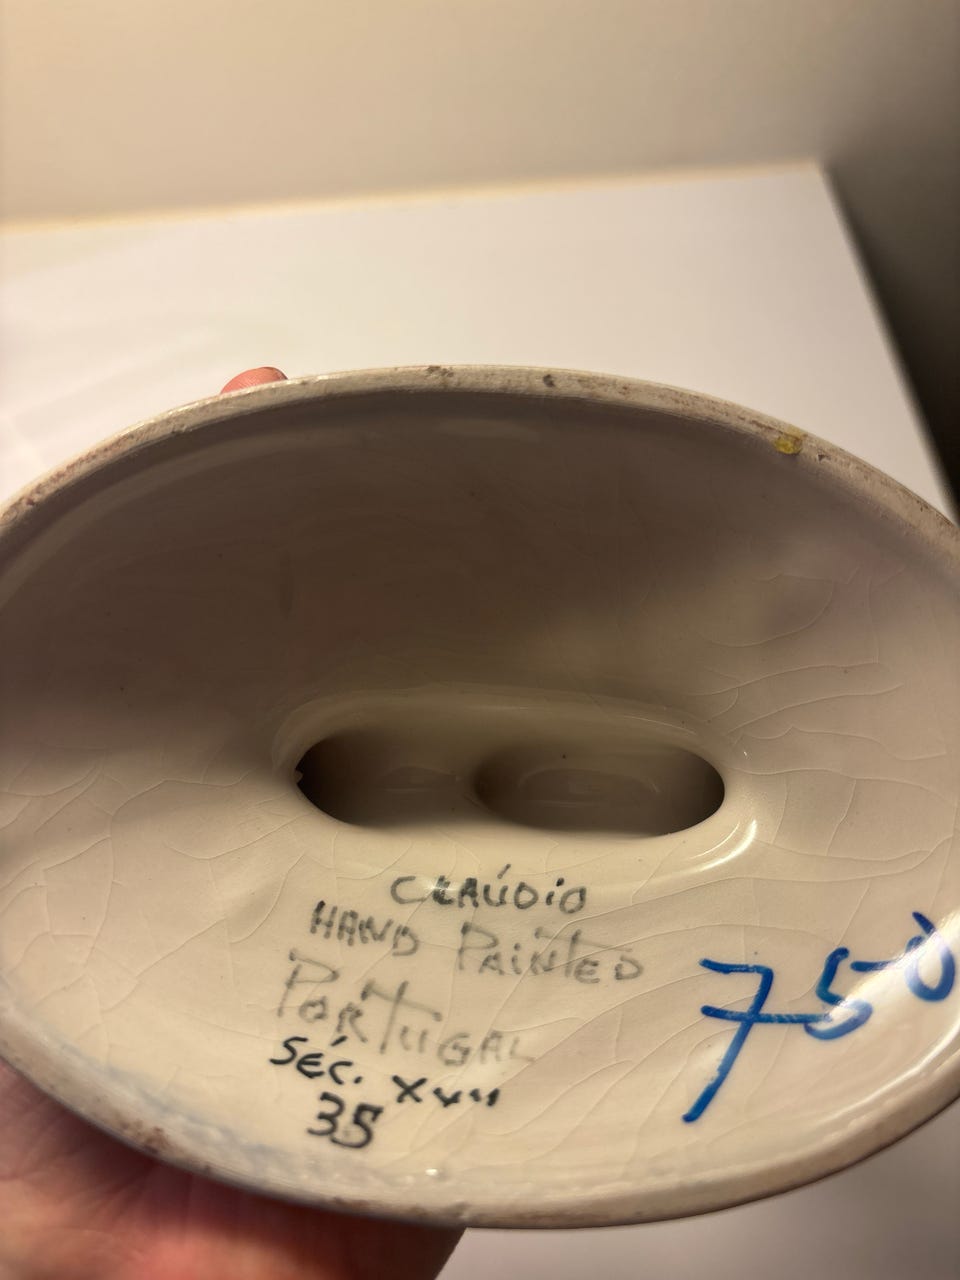 CLAÚDIO
HAND PAINTED
PORTUGAL
SÉC. XVII
35
750